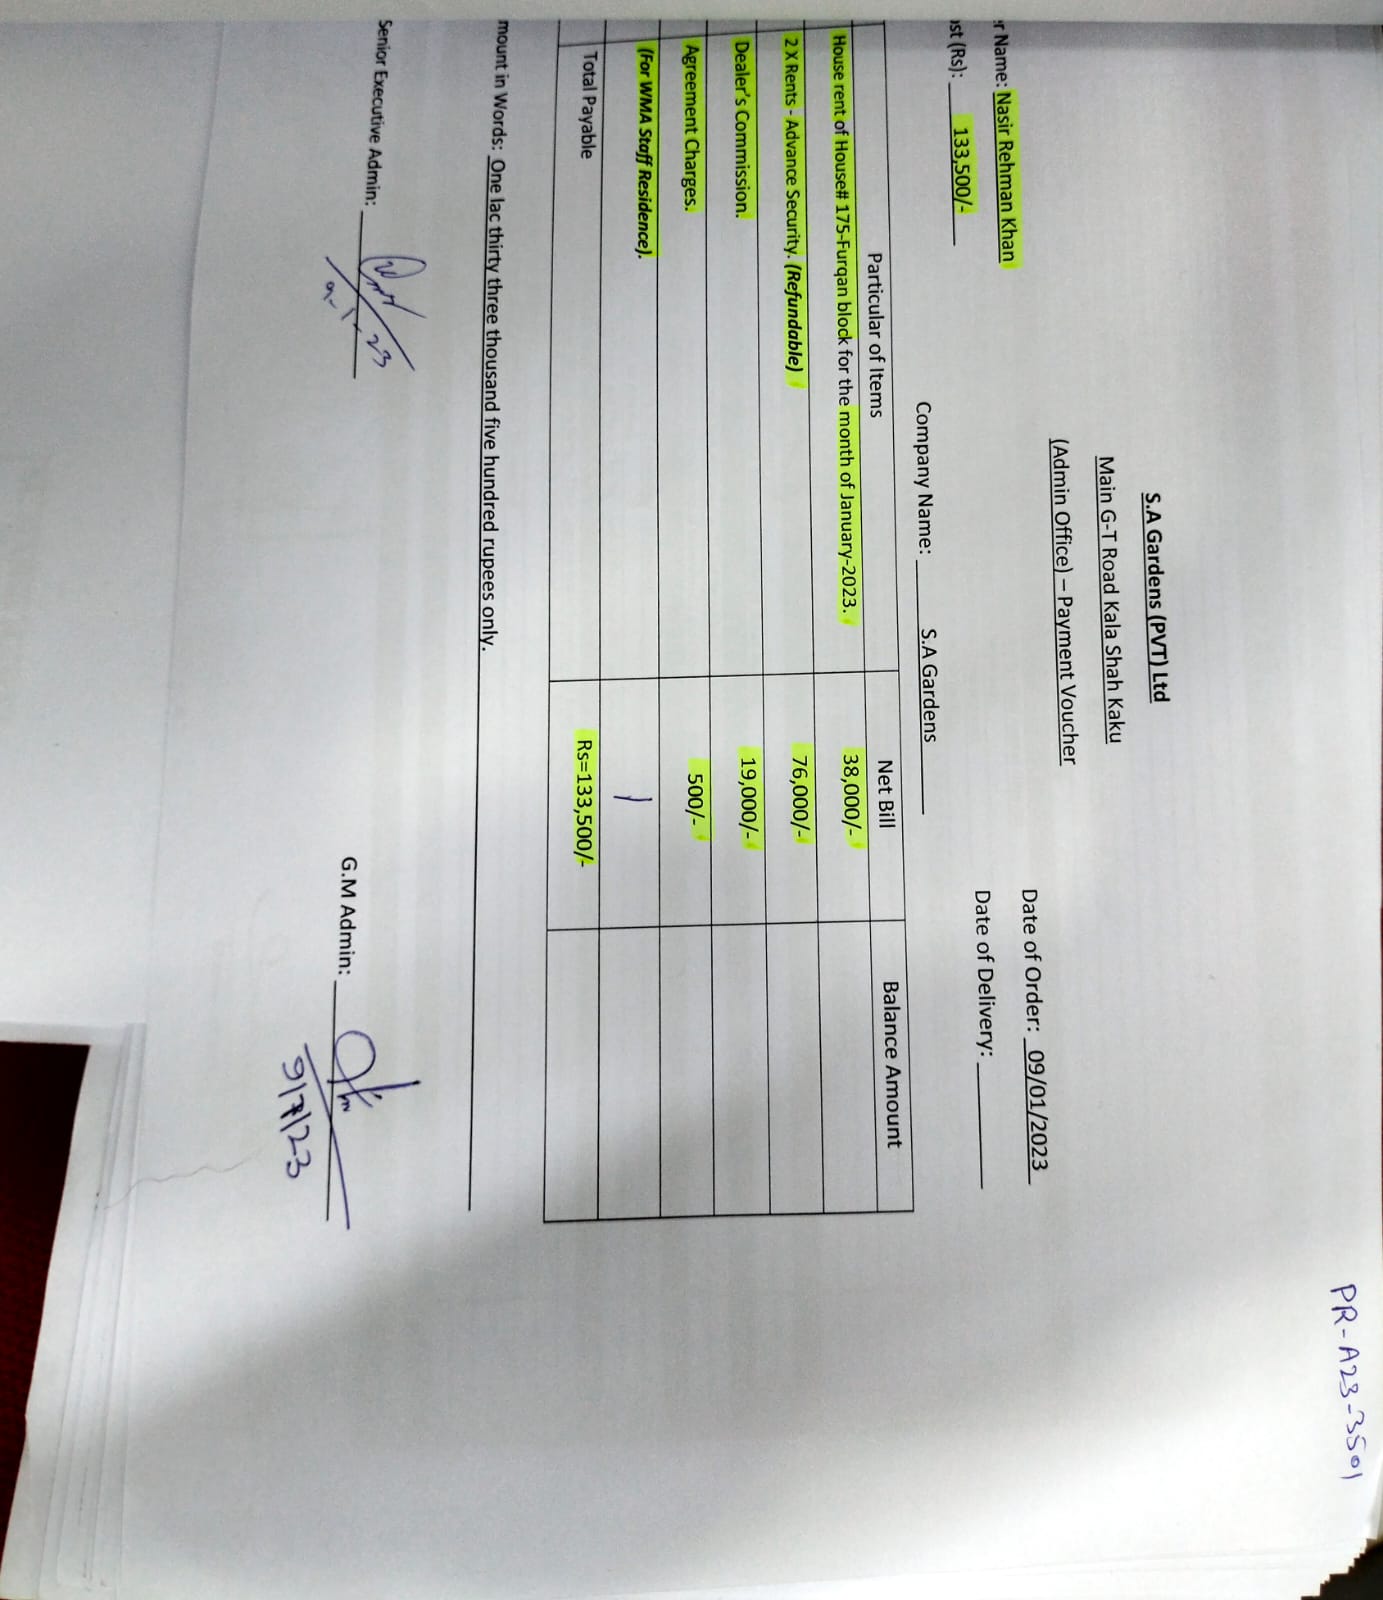 PR-A23-3501
S.A Gardens (PVT) Ltd
Main G-T Road Kala Shah Kaku
(Admin Office) – Payment Voucher
Date of Order: 09/01/2023
r Name: Nasir Rehman Khan
Date of Delivery:
st (Rs): 133,500/-
Company Name: S.A Gardens
Particular of Items Net Bill Balance Amount
House rent of House# 175-Furqan block for the month of January-2023. 38,000/-
2 X Rents - Advance Security. (Refundable) 76,000/-
Dealer's Commission. 19,000/-
Agreement Charges. 500/-
(For WMA Staff Residence).
Total Payable Rs=133,500/-
mount in Words: One lac thirty three thousand five hundred rupees only.
Senior Executive Admin: G.M Admin:
9-1-23